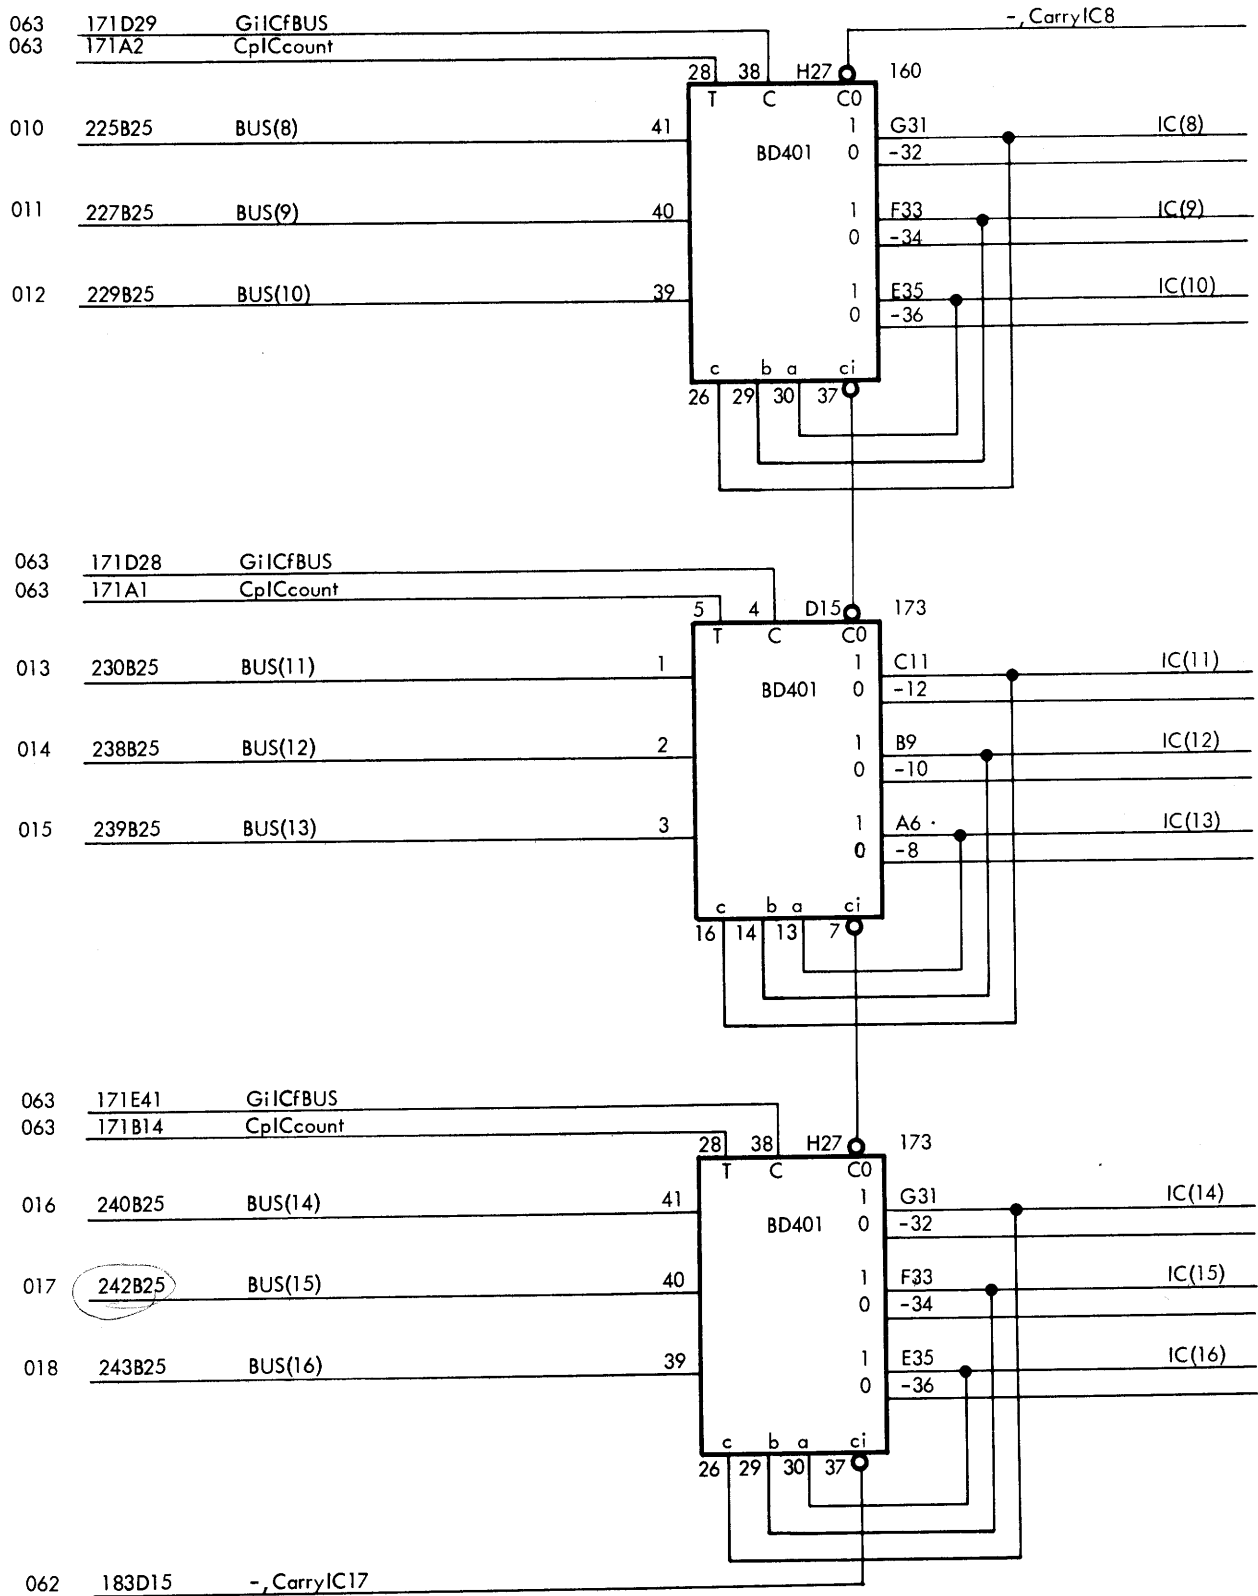 063 171D29 GiICfBUS -,CarryIC8
063 171A2 CpICcount
28 38 H27 160
T C C0
010 225B25 BUS(8) 41 1 G31 IC(8)
BD401 0 -32
011 227B25 BUS(9) 40 1 F33 IC(9)
0 -34
012 229B25 BUS(10) 39 1 E35 IC(10)
0 -36
c b a ci
26 29 30 37
063 171D28 GiICfBUS
063 171A1 CpICcount
5 4 D15 173
T C C0
013 230B25 BUS(11) 1 1 C11 IC(11)
BD401 0 -12
014 238B25 BUS(12) 2 1 B9 IC(12)
0 -10
015 239B25 BUS(13) 3 1 A6 IC(13)
0 -8
c b a ci
16 14 13 7
063 171E41 GiICfBUS
063 171B14 CpICcount
28 38 H27 173
T C C0
016 240B25 BUS(14) 41 1 G31 IC(14)
BD401 0 -32
017 242B25 BUS(15) 40 1 F33 IC(15)
0 -34
018 243B25 BUS(16) 39 1 E35 IC(16)
0 -36
c b a ci
26 29 30 37
062 183D15 -,CarryIC17